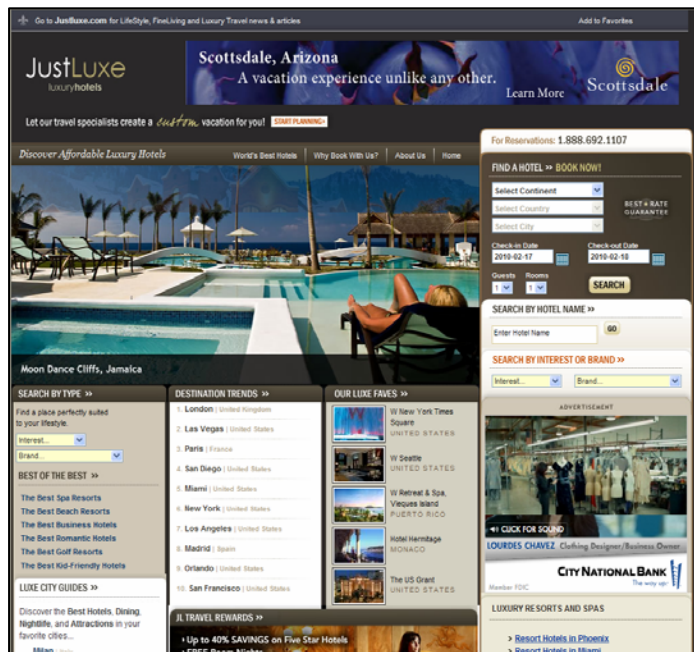 Go to Justluxe.com for LifeStyle, FineLiving and Luxury Travel news & articles
Add to Favorites
JustLuxe
luxuryhotels
Scottsdale, Arizona
A vacation experience unlike any other.
Learn More
Scottsdale
Let our travel specialists create a custom vacation for you! START PLANNING»
For Reservations: 1.888.692.1107
Discover Affordable Luxury Hotels
World's Best Hotels | Why Book With Us? | About Us | Home
FIND A HOTEL » BOOK NOW!
Select Continent
Select Country
Select City
BEST RATE
GUARANTEE
Check-in Date
Check-out Date
2010-02-17
2010-02-18
Guests
Rooms
1
1
SEARCH
SEARCH BY HOTEL NAME »
Enter Hotel Name
GO
SEARCH BY INTEREST OR BRAND »
Interest...
Brand...
Moon Dance Cliffs, Jamaica
SEARCH BY TYPE »
Find a place perfectly suited
to your lifestyle.
Interest...
Brand...
BEST OF THE BEST »
The Best Spa Resorts
The Best Beach Resorts
The Best Business Hotels
The Best Romantic Hotels
The Best Golf Resorts
The Best Kid-Friendly Hotels
LUXE CITY GUIDES »
Discover the Best Hotels, Dining,
Nightlife, and Attractions in your
favorite cities...
Milan
DESTINATION TRENDS »
1. London | United Kingdom
2. Las Vegas | United States
3. Paris | France
4. San Diego | United States
5. Miami | United States
6. New York | United States
7. Los Angeles | United States
8. Madrid | Spain
9. Orlando | United States
10. San Francisco | United States
OUR LUXE FAVES »
W New York Times
Square
UNITED STATES
W Seattle
UNITED STATES
W Retreat & Spa,
Vieques Island
PUERTO RICO
Hotel Hermitage
MONACO
The US Grant
UNITED STATES
JL TRAVEL REWARDS »
Up to 40% SAVINGS on Five Star Hotels
FREE Room Nights
ADVERTISEMENT
CLICK FOR SOUND
LOURDES CHAVEZ Clothing Designer/Business Owner
CITY NATIONAL BANK
The way up.
Member FDIC
LUXURY RESORTS AND SPAS
Resort Hotels in Phoenix
Resort Hotels in Miami